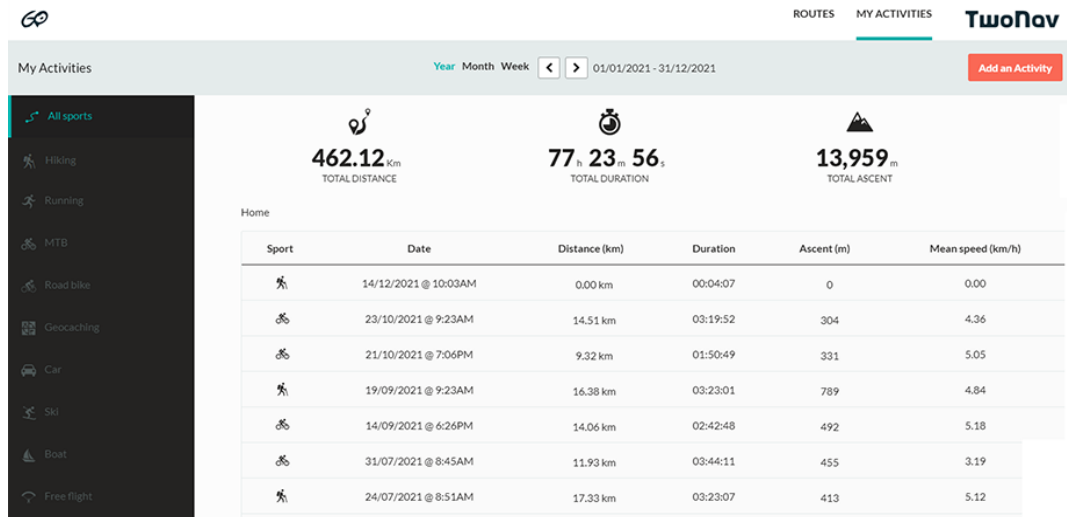 GO
ROUTES MY ACTIVITIES TwoNav
My Activities Year Month Week 01/01/2021 - 31/12/2021 Add an Activity
All sports
Hiking
Running
MTB
Road bike
Geocaching
Car
Ski
Boat
Free flight
462.12 Km 77 h 23 m 56 s 13,959 m
TOTAL DISTANCE TOTAL DURATION TOTAL ASCENT
Home
Sport Date Distance (km) Duration Ascent (m) Mean speed (km/h)
14/12/2021 @ 10:03AM 0.00 km 00:04:07 0 0.00
23/10/2021 @ 9:23AM 14.51 km 03:19:52 304 4.36
21/10/2021 @ 7:06PM 9.32 km 01:50:49 331 5.05
19/09/2021 @ 9:23AM 16.38 km 03:23:01 789 4.84
14/09/2021 @ 6:26PM 14.06 km 02:42:48 492 5.18
31/07/2021 @ 8:45AM 11.93 km 03:44:11 455 3.19
24/07/2021 @ 8:51AM 17.33 km 03:23:07 413 5.12